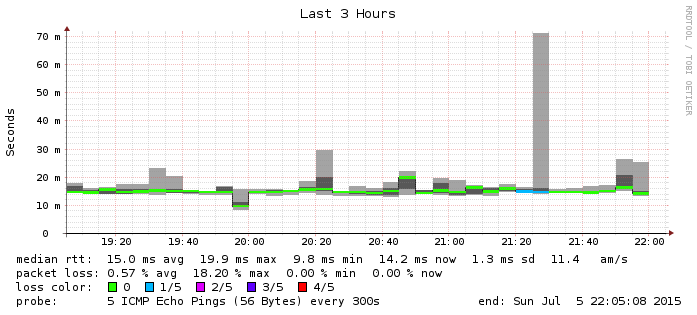 Last 3 Hours
RRDTOOL / TOBI OETIKER
Seconds
70 m
60 m
50 m
40 m
30 m
20 m
10 m
0
19:20 19:40 20:00 20:20 20:40 21:00 21:20 21:40 22:00
median rtt: 15.0 ms avg 19.9 ms max 9.8 ms min 14.2 ms now 1.3 ms sd 11.4 am/s
packet loss: 0.57 % avg 18.20 % max 0.00 % min 0.00 % now
loss color: 0 1/5 2/5 3/5 4/5
probe: 5 ICMP Echo Pings (56 Bytes) every 300s end: Sun Jul 5 22:05:08 2015